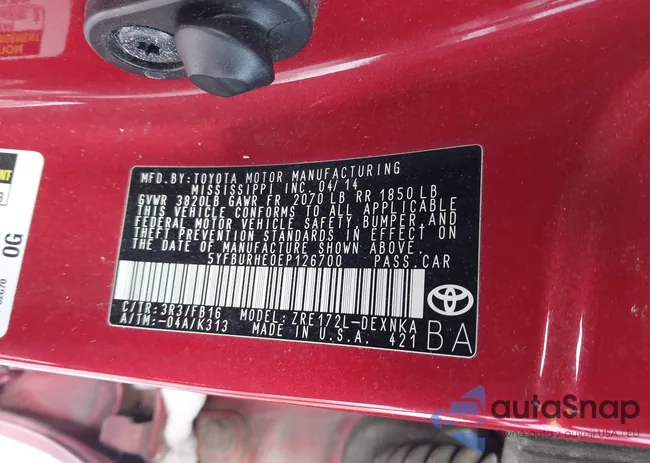 MFD.BY:TOYOTA MOTOR MANUFACTURING
MISSISSIPPI INC. 04/14
GVWR 3820LB GAWR FR 2070 LB RR 1850 LB
THIS VEHICLE CONFORMS TO ALL APPLICABLE
FEDERAL MOTOR VEHICLE SAFETY, BUMPER, AND
THEFT PREVENTION STANDARDS IN EFFECT ON
THE DATE OF MANUFACTURE SHOWN ABOVE.
5YFBURHE0EP126700 PASS.CAR
C/TR:3R3/FB16 MODEL:ZRE172L-DEXNKA
A/TM:-04A/K313 MADE IN U.S.A. 421
BA
OG
autoSnap